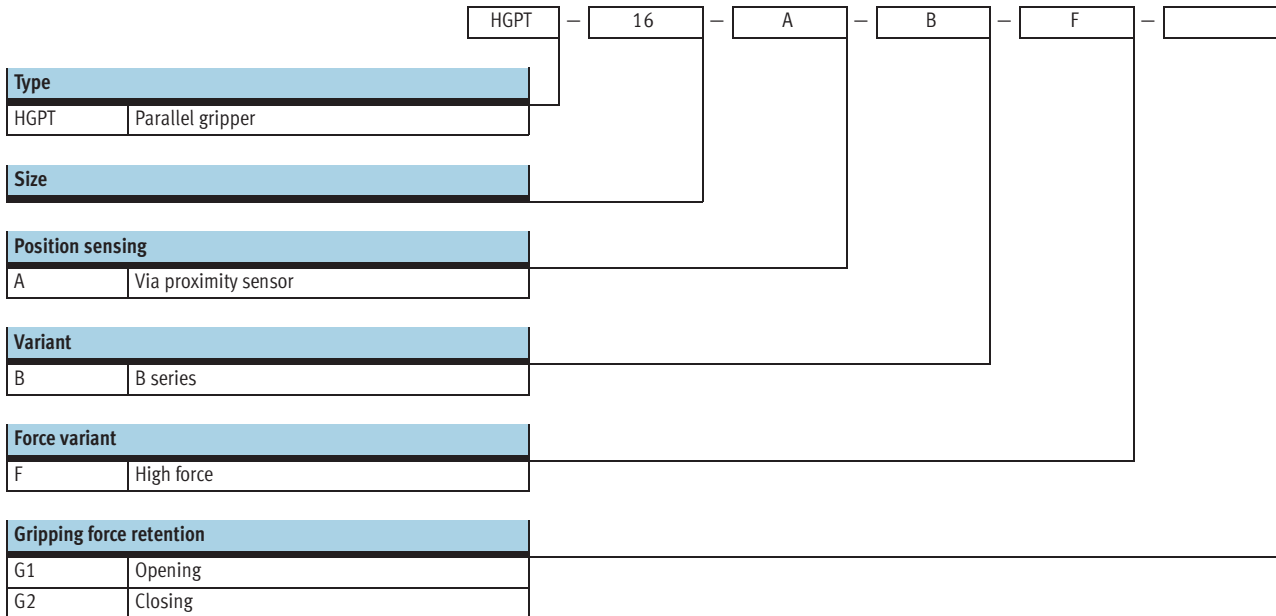 HGPT — 16 — A — B — F —
Type
HGPT Parallel gripper
Size
Position sensing
A Via proximity sensor
Variant
B B series
Force variant
F High force
Gripping force retention
G1 Opening
G2 Closing